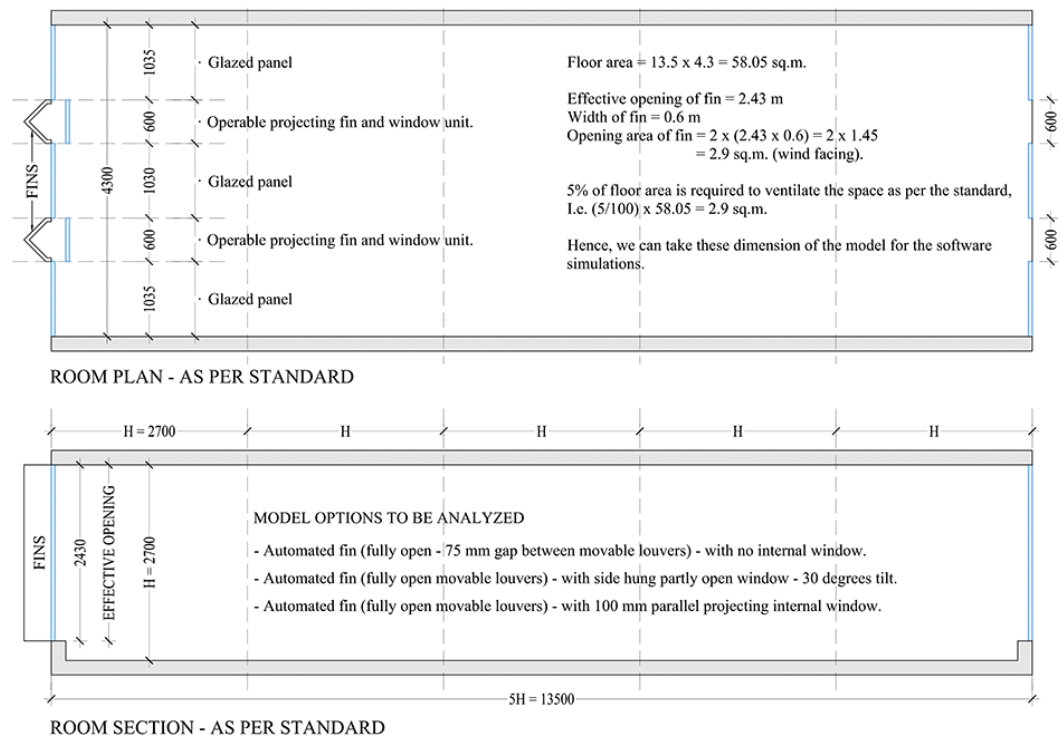 1035
· Glazed panel
600
· Operable projecting fin and window unit.
FINS
4300
1030
· Glazed panel
600
· Operable projecting fin and window unit.
1035
· Glazed panel
Floor area = 13.5 x 4.3 = 58.05 sq.m.
Effective opening of fin = 2.43 m
Width of fin = 0.6 m
Opening area of fin = 2 x (2.43 x 0.6) = 2 x 1.45
= 2.9 sq.m. (wind facing).
5% of floor area is required to ventilate the space as per the standard,
I.e. (5/100) x 58.05 = 2.9 sq.m.
Hence, we can take these dimension of the model for the software
simulations.
600
600
ROOM PLAN - AS PER STANDARD
H = 2700
H
H
H
H
FINS
2430
EFFECTIVE OPENING
H = 2700
MODEL OPTIONS TO BE ANALYZED
- Automated fin (fully open - 75 mm gap between movable louvers) - with no internal window.
- Automated fin (fully open movable louvers) - with side hung partly open window - 30 degrees tilt.
- Automated fin (fully open movable louvers) - with 100 mm parallel projecting internal window.
5H = 13500
ROOM SECTION - AS PER STANDARD